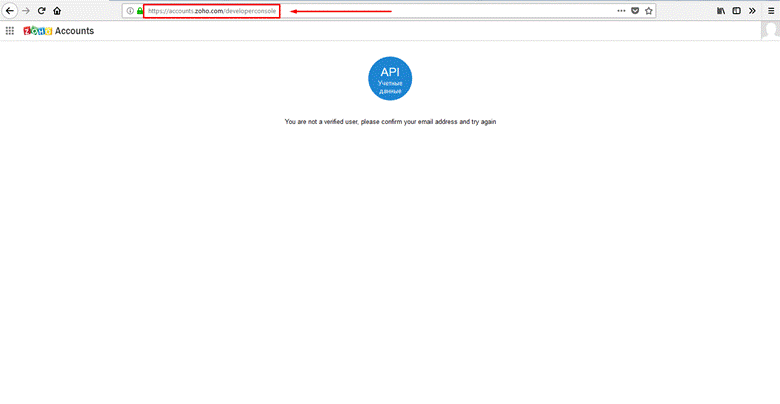 https://accounts.zoho.com/developerconsole
ZOHO Accounts
API
Учетные
данные
You are not a verified user, please confirm your email address and try again